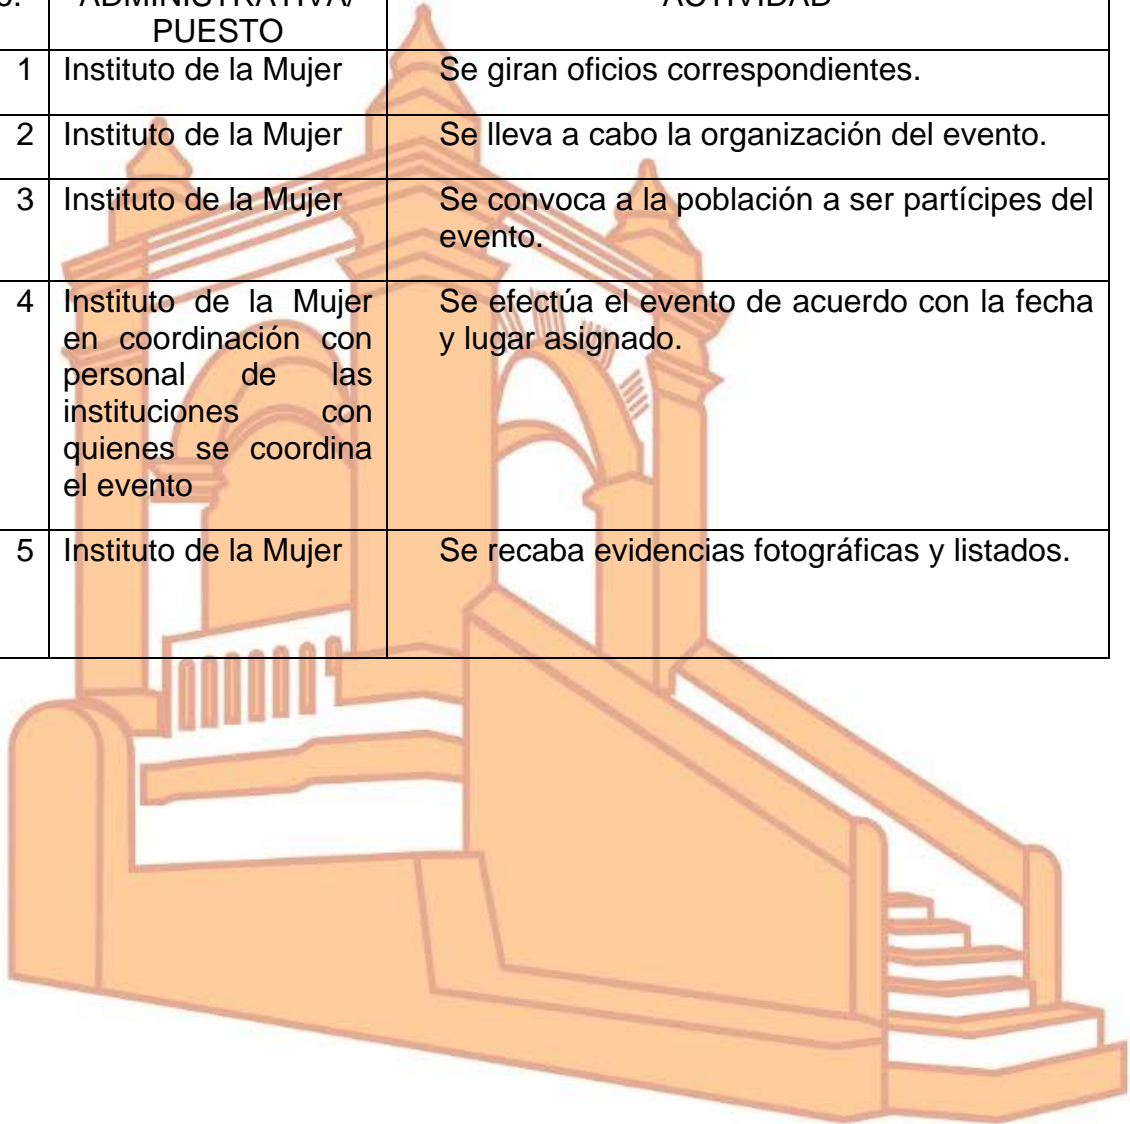 ADMINISTRATIVA/ ACTIVIDAD
PUESTO
1 Instituto de la Mujer Se giran oficios correspondientes.
2 Instituto de la Mujer Se lleva a cabo la organización del evento.
3 Instituto de la Mujer Se convoca a la población a ser partícipes del
evento.
4 Instituto de la Mujer Se efectúa el evento de acuerdo con la fecha
en coordinación con y lugar asignado.
personal de las
instituciones con
quienes se coordina
el evento
5 Instituto de la Mujer Se recaba evidencias fotográficas y listados.